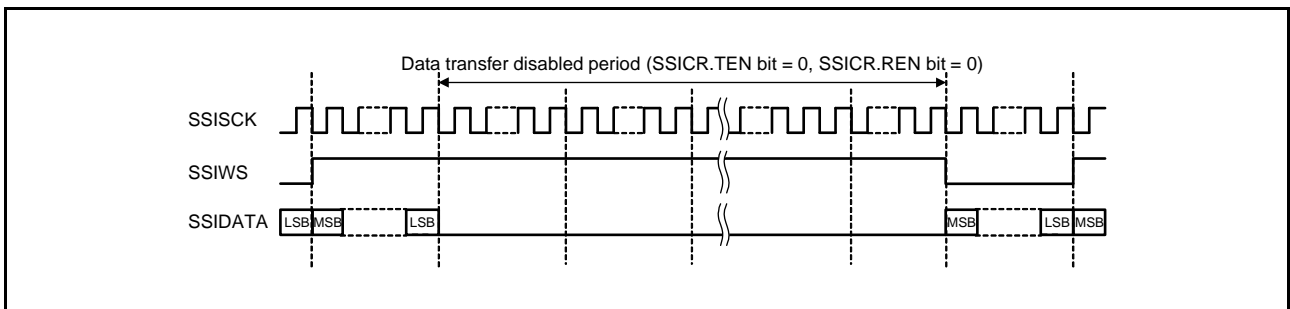 Data transfer disabled period (SSICR.TEN bit = 0, SSICR.REN bit = 0)
SSISCK
SSIWS
SSIDATA LSB MSB LSB MSB LSB MSB